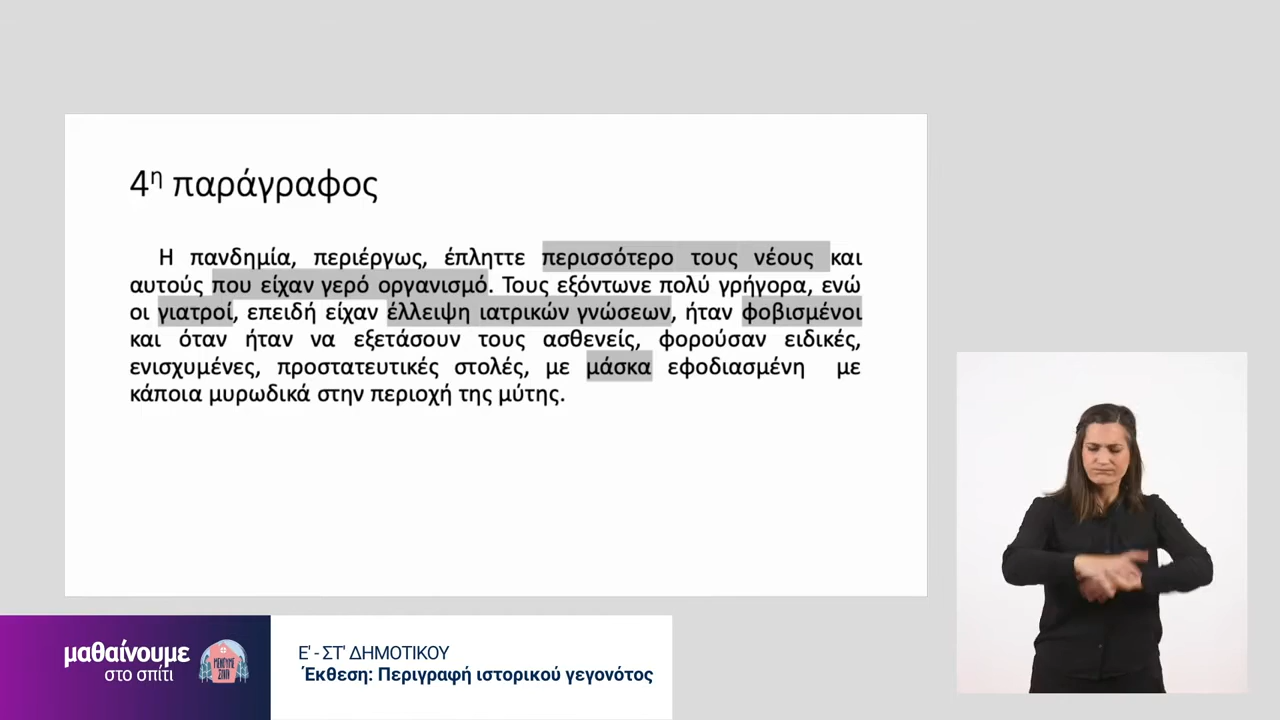 4η παράγραφος
Η πανδημία, περιέργως, έπληττε περισσότερο τους νέους και
αυτούς που είχαν γερό οργανισμό. Τους εξόντωνε πολύ γρήγορα, ενώ
οι γιατροί, επειδή είχαν έλλειψη ιατρικών γνώσεων, ήταν φοβισμένοι
και όταν ήταν να εξετάσουν τους ασθενείς, φορούσαν ειδικές,
ενισχυμένες, προστατευτικές στολές, με μάσκα εφοδιασμένη με
κάποια μυρωδικά στην περιοχή της μύτης.
μαθαίνουμε
στο σπίτι
ΜΕΝΟΥΜΕ
ΣΠΙΤΙ
Ε' - ΣΤ' ΔΗΜΟΤΙΚΟΥ
Έκθεση: Περιγραφή ιστορικού γεγονότος